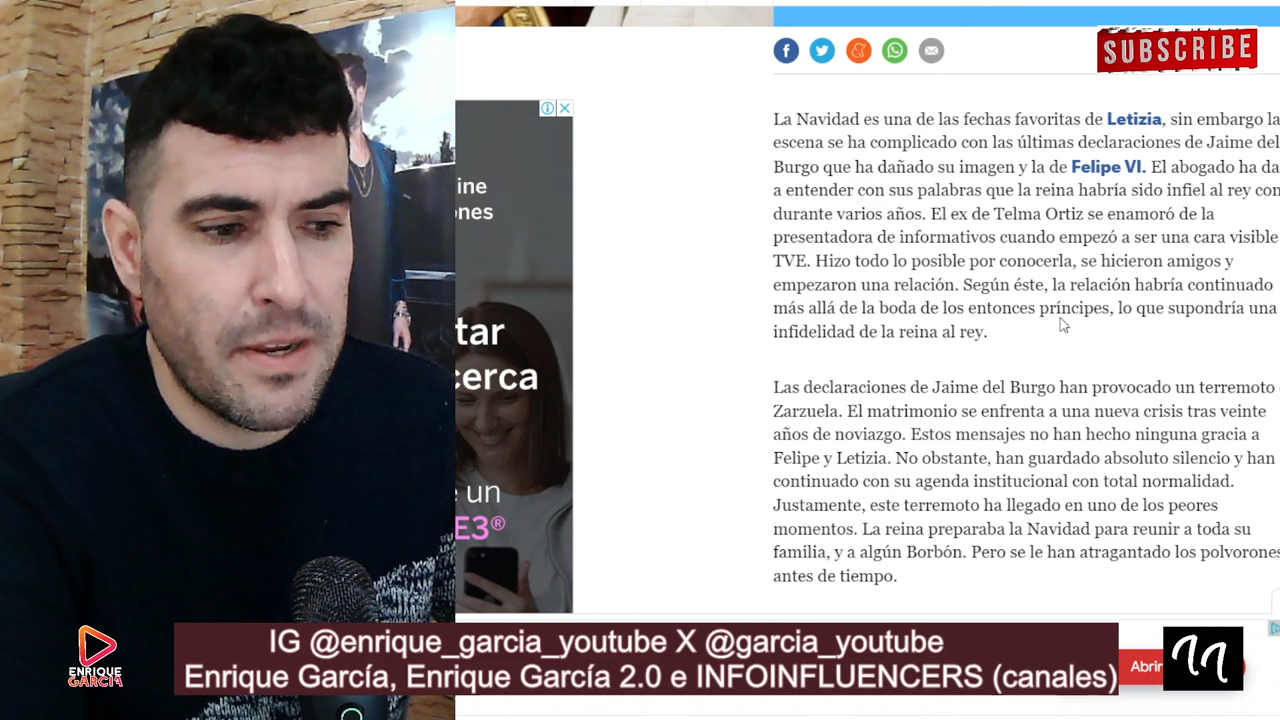 SUBSCRIBE
La Navidad es una de las fechas favoritas de Letizia, sin embargo la
escena se ha complicado con las últimas declaraciones de Jaime del
Burgo que ha dañado su imagen y la de Felipe VI. El abogado ha da
a entender con sus palabras que la reina habría sido infiel al rey con
durante varios años. El ex de Telma Ortiz se enamoró de la
presentadora de informativos cuando empezó a ser una cara visible
TVE. Hizo todo lo posible por conocerla, se hicieron amigos y
empezaron una relación. Según éste, la relación habría continuado
más allá de la boda de los entonces príncipes, lo que supondría una
infidelidad de la reina al rey.
Las declaraciones de Jaime del Burgo han provocado un terremoto
Zarzuela. El matrimonio se enfrenta a una nueva crisis tras veinte
años de noviazgo. Estos mensajes no han hecho ninguna gracia a
Felipe y Letizia. No obstante, han guardado absoluto silencio y han
continuado con su agenda institucional con total normalidad.
Justamente, este terremoto ha llegado en uno de los peores
momentos. La reina preparaba la Navidad para reunir a toda su
familia, y a algún Borbón. Pero se le han atragantado los polvorones
antes de tiempo.
ine
ones
tar
cerca
un
E3®
Abrir
IG @enrique_garcia_youtube X @garcia_youtube
Enrique García, Enrique García 2.0 e INFOINFLUENCERS (canales)
ENRIQUE
GARCÍA